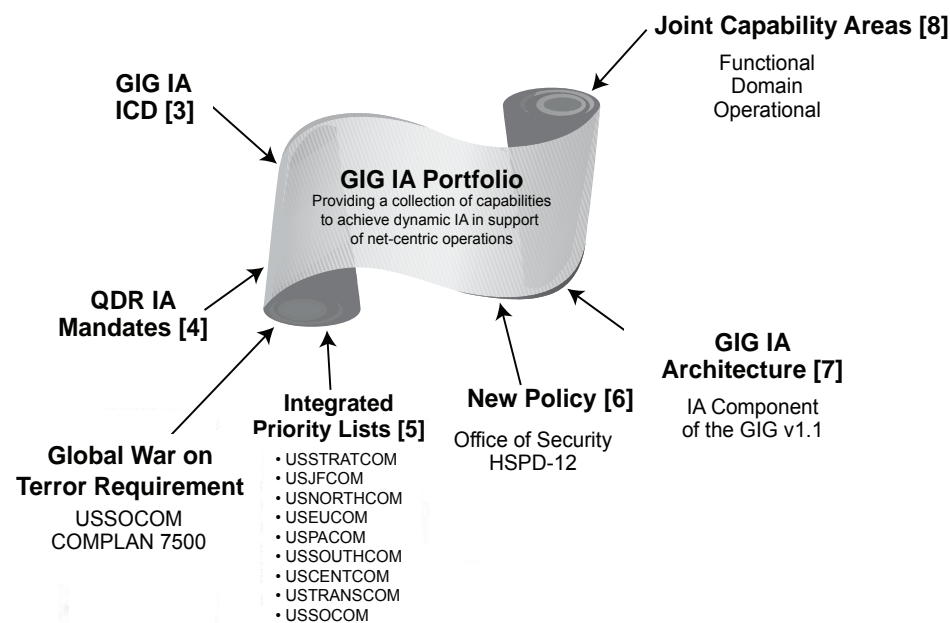 Joint Capability Areas [8]
Functional
Domain
Operational
GIG IA
ICD [3]
GIG IA Portfolio
Providing a collection of capabilities
to achieve dynamic IA in support
of net-centric operations
QDR IA
Mandates [4]
GIG IA
Architecture [7]
IA Component
of the GIG v1.1
New Policy [6]
Office of Security
HSPD-12
Integrated
Priority Lists [5]
• USSTRATCOM
• USJFCOM
• USNORTHCOM
• USEUCOM
• USPACOM
• USSOUTHCOM
• USCENTCOM
• USTRANSCOM
• USSOCOM
Global War on
Terror Requirement
USSOCOM
COMPLAN 7500